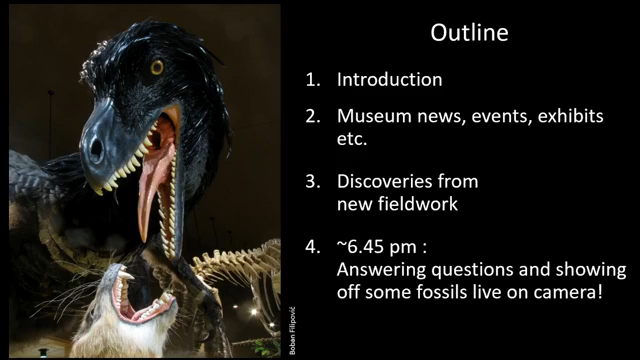 Outline
1. Introduction
2. Museum news, events, exhibits
etc.
3. Discoveries from
new fieldwork
4. ~6.45 pm :
Answering questions and showing
off some fossils live on camera!
Boban Filipović